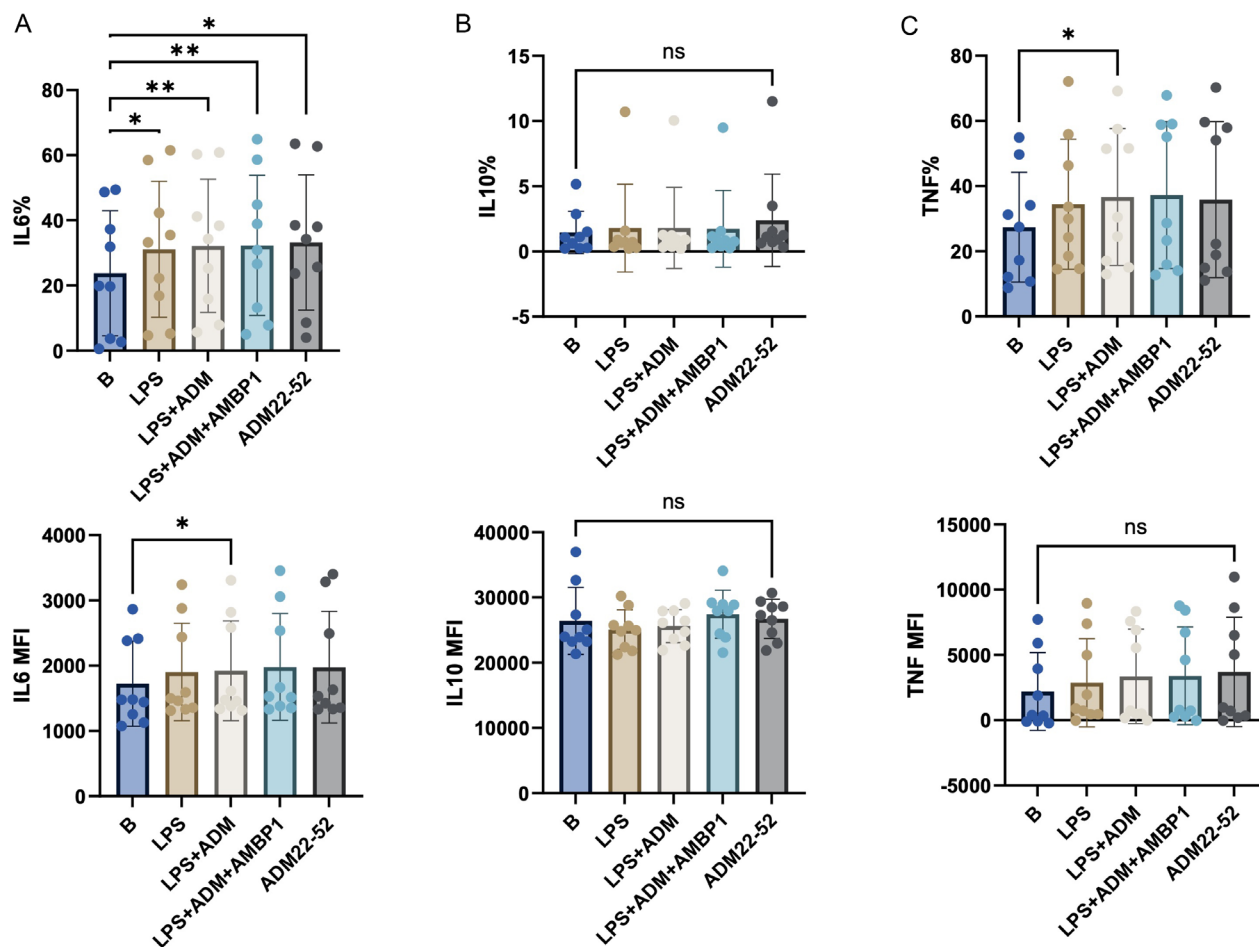 A
*
**
**
*
80
60
40
20
0
IL6%
B
LPS
LPS+ADM
LPS+ADM+AMBP1
ADM22-52
B
ns
15
10
5
0
-5
IL10%
B
LPS
LPS+ADM
LPS+ADM+AMBP1
ADM22-52
C
*
80
60
40
20
0
TNF%
B
LPS
LPS+ADM
LPS+ADM+AMBP1
ADM22-52
*
4000
3000
2000
1000
0
IL6 MFI
B
LPS
LPS+ADM
LPS+ADM+AMBP1
ADM22-52
ns
40000
30000
20000
10000
0
IL10 MFI
B
LPS
LPS+ADM
LPS+ADM+AMBP1
ADM22-52
ns
15000
10000
5000
0
-5000
TNF MFI
B
LPS
LPS+ADM
LPS+ADM+AMBP1
ADM22-52